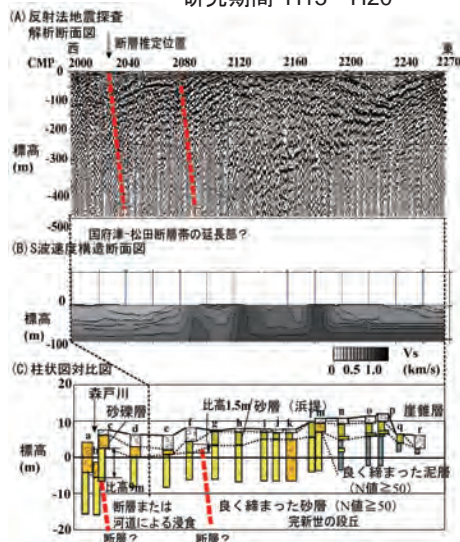 研究期間 H15 H20
(A) 反射法地震探査
解析断面図
西 断層推定位置 東
CMP 2000 2040 2080 2120 2160 2200 2240 2270
0
-100
-200
標高
(m)
-300
-400
-500
国府津-松田断層帯の延長部?
(B) S波速度構造断面図
標高
(m)
0
-100
Vs
(km/s)
0 0.5 1.0
(C) 柱状図対比図
20
森戸川
砂礫層
比高1.5m 砂層(浜堤)
崖錐層
10
a d e f g h i j k m n o p q r
標高
(m)
0
比高9m
良く締まった泥層
(N値≧50)
-10
断層または
河道による浸食
良く締まった砂層(N値≧50)
完新世の段丘
-20
断層? 断層?